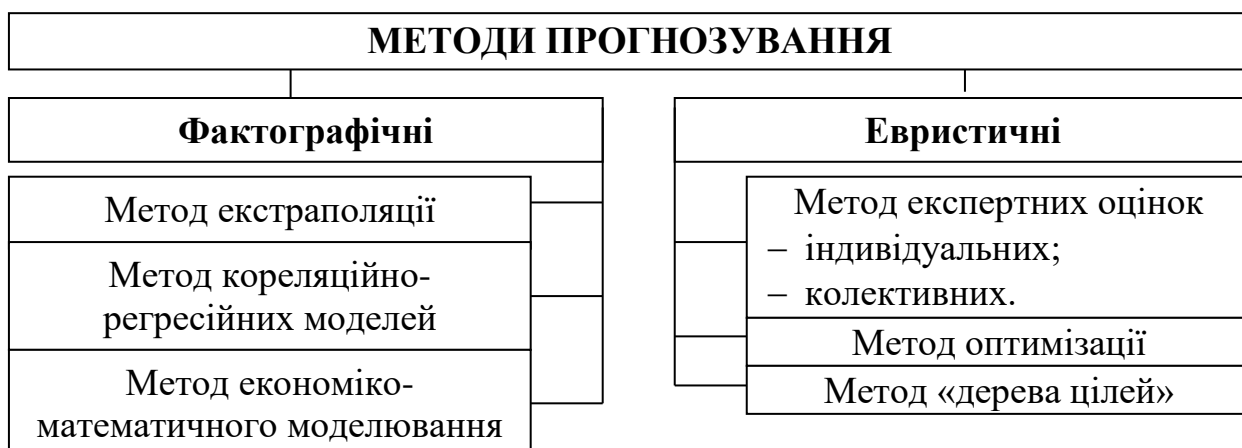 МЕТОДИ ПРОГНОЗУВАННЯ
Фактографічні
Метод екстраполяції
Метод кореляційно-
регресійних моделей
Метод економіко-
математичного моделювання
Евристичні
Метод експертних оцінок
– індивідуальних;
– колективних.
Метод оптимізації
Метод «дерева цілей»